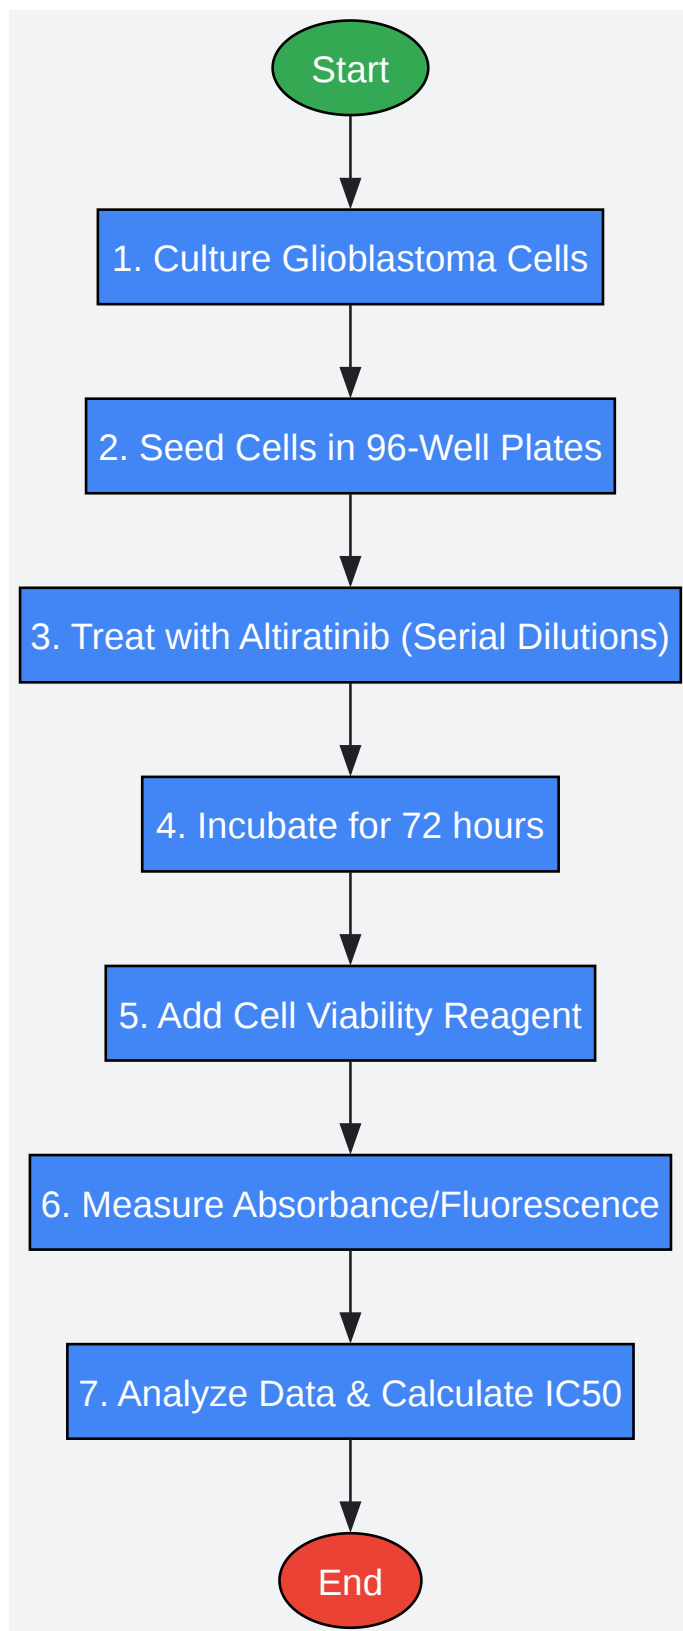 Start
1. Culture Glioblastoma Cells
2. Seed Cells in 96-Well Plates
3. Treat with Altiratinib (Serial Dilutions)
4. Incubate for 72 hours
5. Add Cell Viability Reagent
6. Measure Absorbance/Fluorescence
7. Analyze Data & Calculate IC50
End